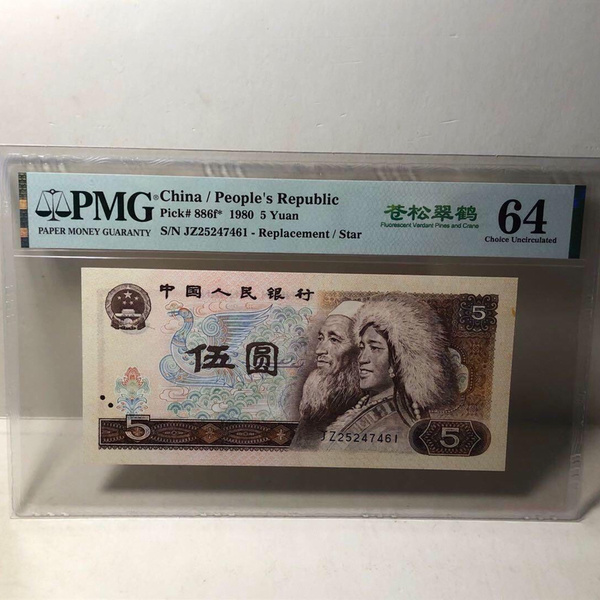 PMG®
PAPER MONEY GUARANTY
China / People's Republic
Pick# 886f* 1980 5 Yuan
S/N JZ25247461 - Replacement / Star
苍松翠鹤
Fluorescent Verdant Pines and Crane
64
Choice Uncirculated
中国人民银行
5
伍圆
5
JZ25247461
5